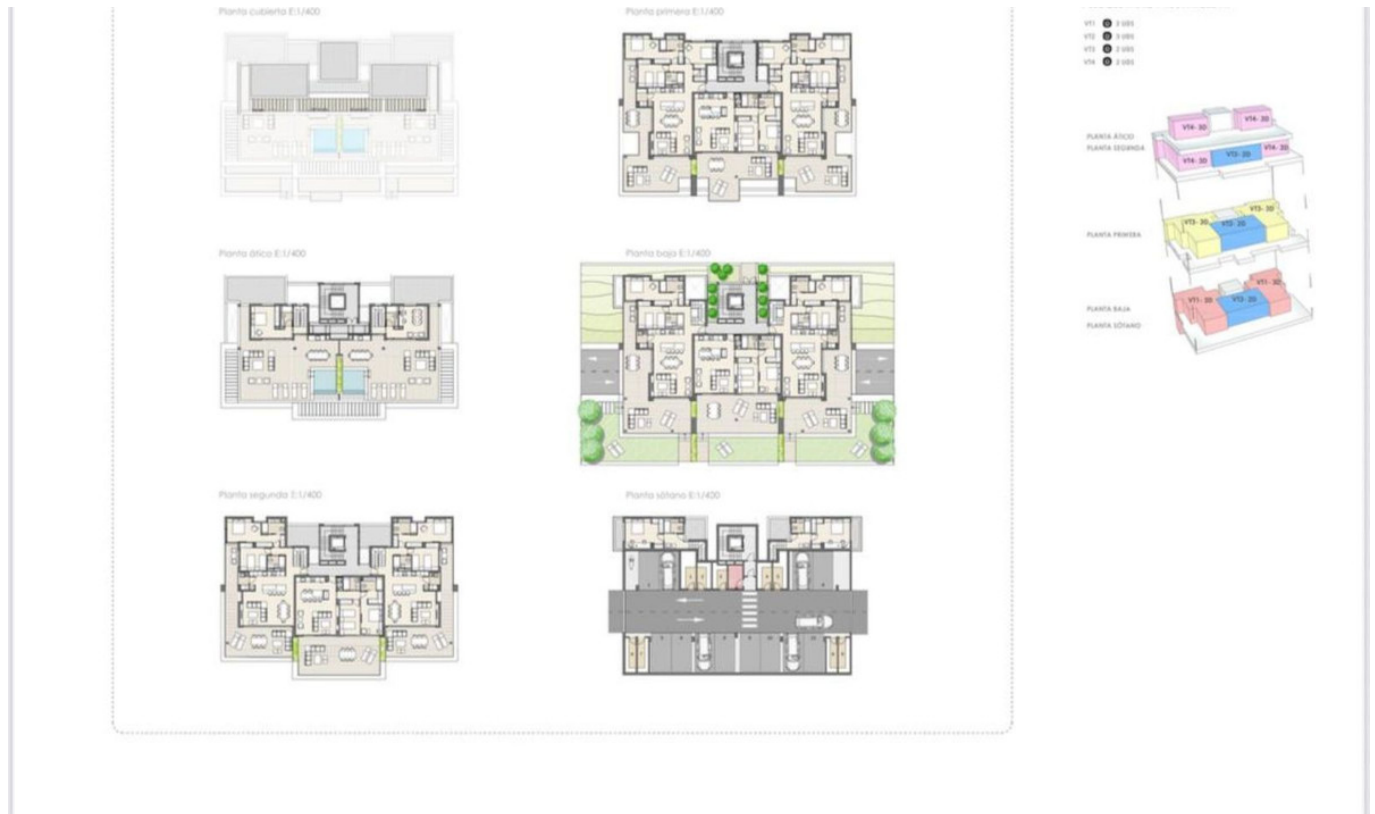 Planta cubierta E:1/400
Planta primera E:1/400
VT1
VT2
VT3
VT4
PLANTA ÁTICO
PLANTA SEGUNDA
VT4- 3D
VT4- 3D
VT4- 3D
VT2- 2D
VT4- 3D
Planta ático E:1/400
Planta baja E:1/400
PLANTA PRIMERA
VT3- 3D
VT2- 2D
VT3- 3D
PLANTA BAJA
PLANTA SÓTANO
VT1- 3D
VT2- 2D
VT1- 3D
Planta segunda E:1/400
Planta sótano E:1/400